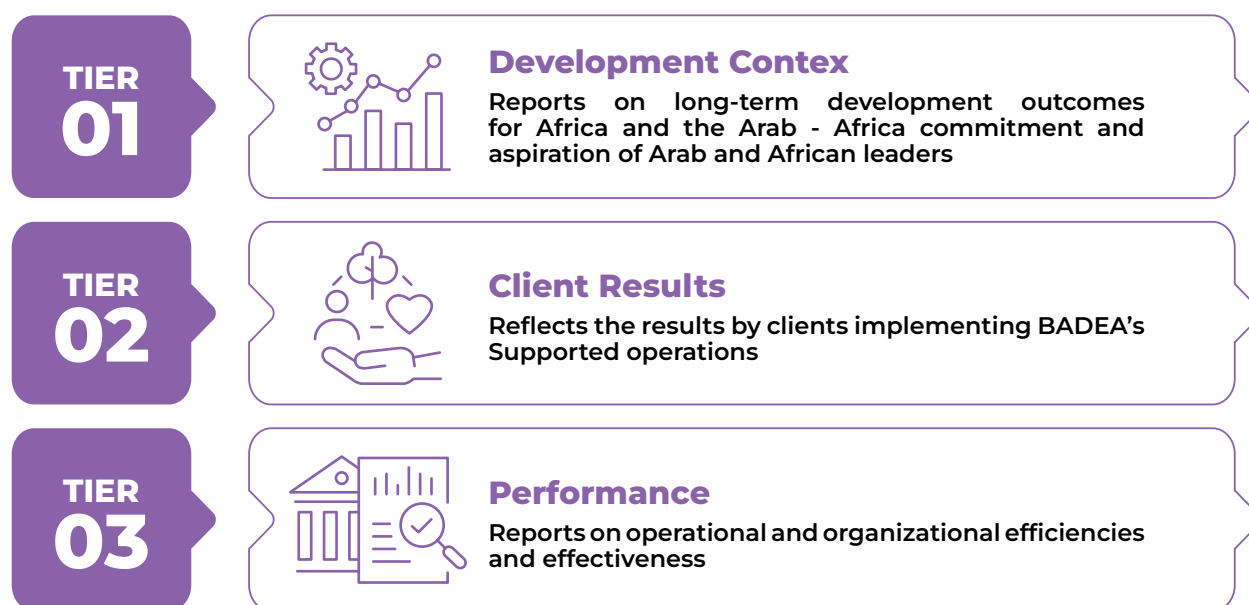 TIER
01
Development Contex
Reports on long-term development outcomes
for Africa and the Arab - Africa commitment and
aspiration of Arab and African leaders
TIER
02
Client Results
Reflects the results by clients implementing BADEA’s
Supported operations
TIER
03
Performance
Reports on operational and organizational efficiencies
and effectiveness